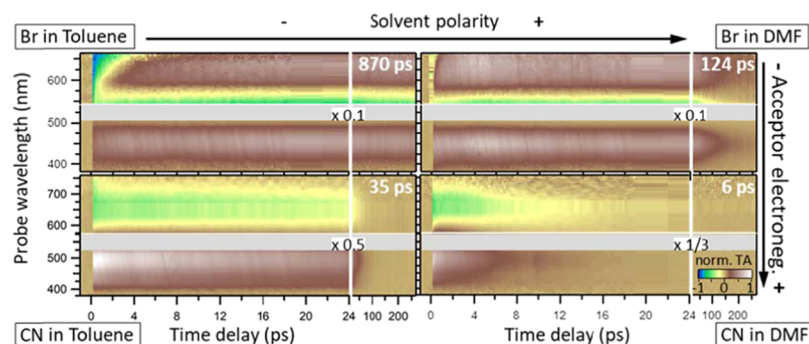 - Solvent polarity +
Br in Toluene
Br in DMF
870 ps
124 ps
x 0.1
x 0.1
35 ps
6 ps
x 0.5
x 1/3
norm. TA
-1 0 1
Probe wavelength (nm)
600
500
400
700
600
500
400
- Acceptor electroneg. +
0 4 8 12 16 20 24 100 200
0 4 8 12 16 20 24 100 200
CN in Toluene
Time delay (ps)
Time delay (ps)
CN in DMF